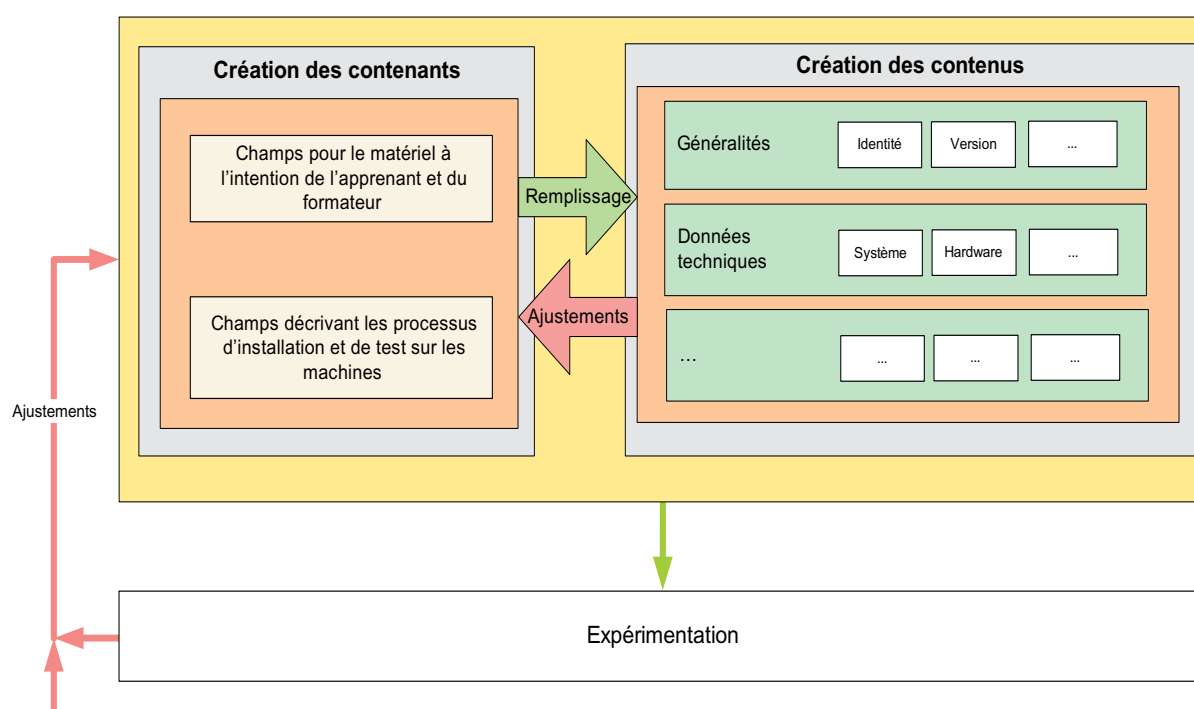 Création des contenants
Champs pour le matériel à
l'intention de l'apprenant et du
formateur
Champs décrivant les processus
d'installation et de test sur les
machines
Remplissage
Ajustements
Création des contenus
Généralités
Identité
Version
...
Données
techniques
Système
Hardware
...
...
...
...
...
Ajustements
Expérimentation